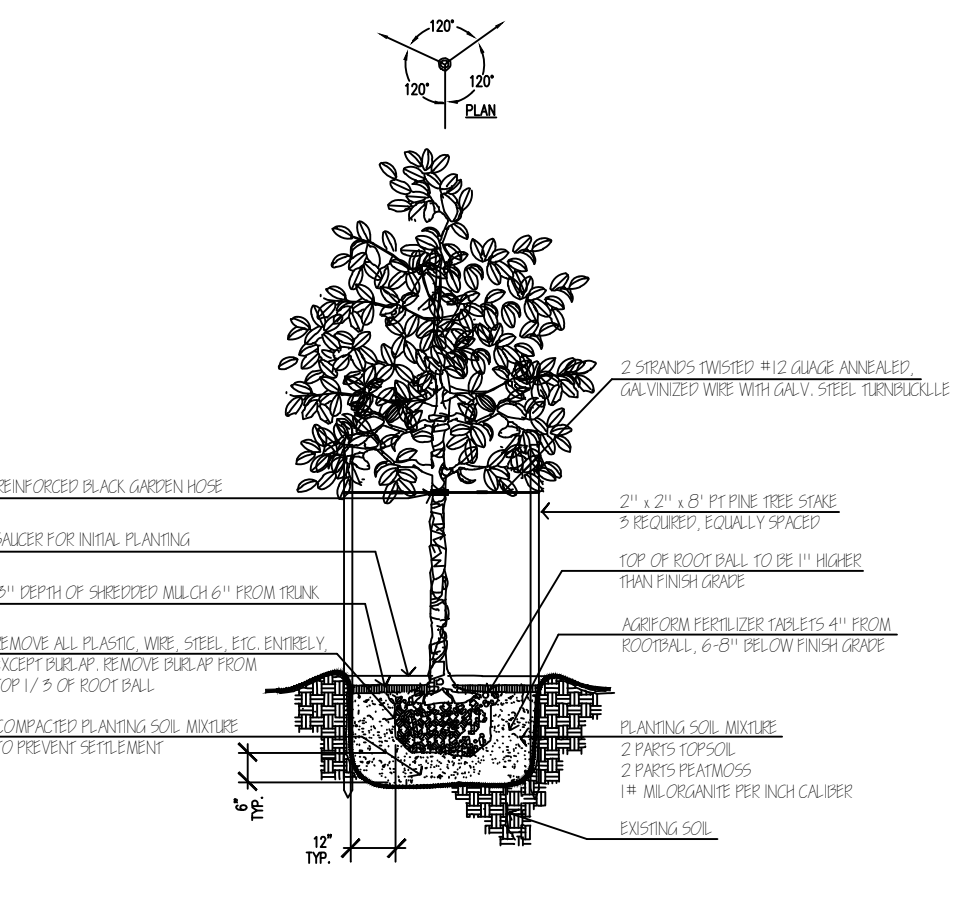 120°
120°
120°
PLAN
2 STRANDS TWISTED #12 GUAGE ANNEALED,
GALVINIZED WIRE WITH GALV. STEEL TURNBUCKLLE
REINFORCED BLACK GARDEN HOSE
2" x 2" x 8' PT PINE TREE STAKE
3 REQUIRED, EQUALLY SPACED
SAUCER FOR INITIAL PLANTING
TOP OF ROOT BALL TO BE 1" HIGHER
THAN FINISH GRADE
3" DEPTH OF SHREDDED MULCH 6" FROM TRUNK
AGRIFORM FERTILIZER TABLETS 4" FROM
ROOTBALL, 6-8" BELOW FINISH GRADE
REMOVE ALL PLASTIC, WIRE, STEEL, ETC. ENTIRELY,
EXCEPT BURLAP. REMOVE BURLAP FROM
TOP 1/3 OF ROOT BALL
COMPACTED PLANTING SOIL MIXTURE
TO PREVENT SETTLEMENT
PLANTING SOIL MIXTURE
2 PARTS TOPSOIL
2 PARTS PEATMOSS
1# MILORGANITE PER INCH CALIBER
EXISTING SOIL
6"
TYP.
12"
TYP.